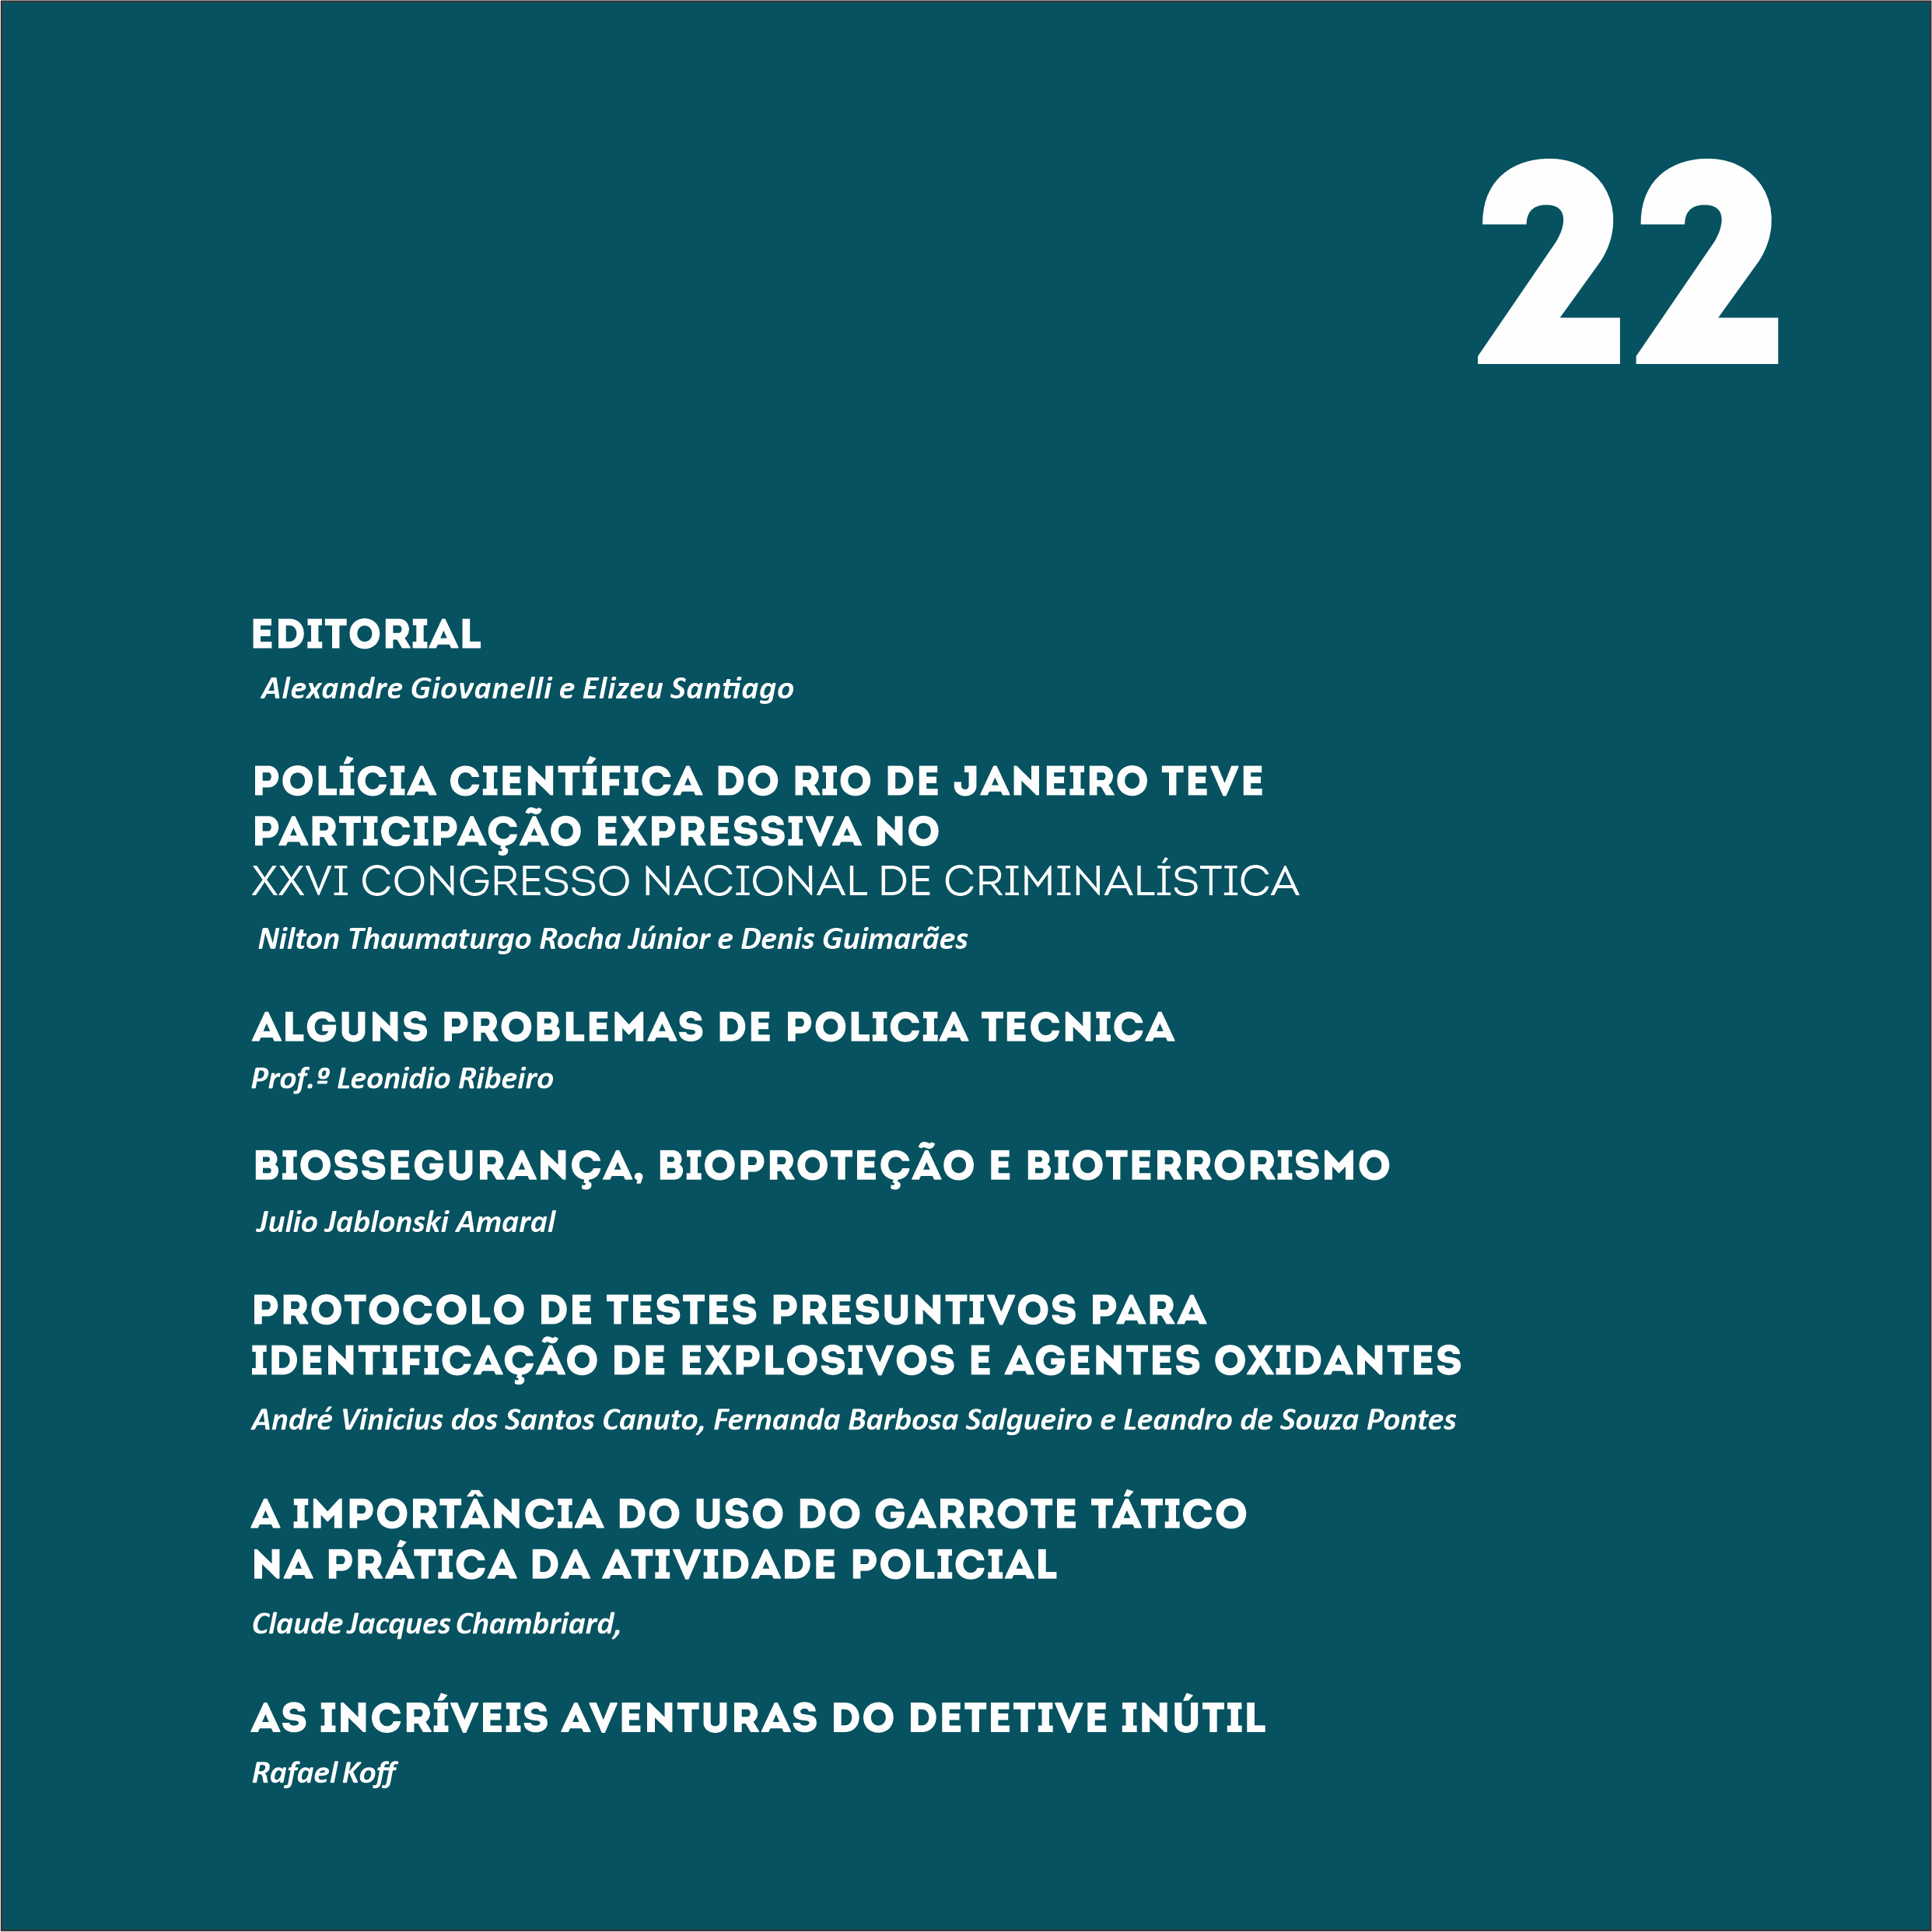 22
EDITORIAL
Alexandre Giovanelli e Elizeu Santiago
POLÍCIA CIENTÍFICA DO RIO DE JANEIRO TEVE
PARTICIPAÇÃO EXPRESSIVA NO
XXVI CONGRESSO NACIONAL DE CRIMINALÍSTICA
Nilton Thaumaturgo Rocha Júnior e Denis Guimarães
ALGUNS PROBLEMAS DE POLICIA TECNICA
Prof.º Leonidio Ribeiro
BIOSSEGURANÇA, BIOPROTEÇÃO E BIOTERRORISMO
Julio Jablonski Amaral
PROTOCOLO DE TESTES PRESUNTIVOS PARA
IDENTIFICAÇÃO DE EXPLOSIVOS E AGENTES OXIDANTES
André Vinicius dos Santos Canuto, Fernanda Barbosa Salgueiro e Leandro de Souza Pontes
A IMPORTÂNCIA DO USO DO GARROTE TÁTICO
NA PRÁTICA DA ATIVIDADE POLICIAL
Claude Jacques Chambriard,
AS INCRÍVEIS AVENTURAS DO DETETIVE INÚTIL
Rafael Koff